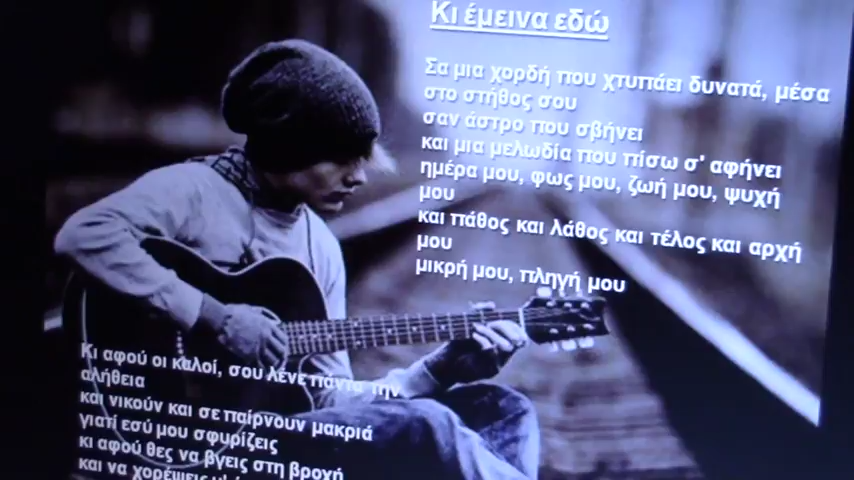 Κι έμεινα εδώ
Σα μια χορδή που χτυπάει δυνατά, μέσα
στο στήθος σου
σαν άστρο που σβήνει
και μια μελωδία που πίσω σ' αφήνει
ημέρα μου, φως μου, ζωή μου, ψυχή
μου
και πάθος και λάθος και τέλος και αρχή
μου
μικρή μου, πληγή μου
Κι αφού οι καλοί, σου λένε πάντα την
αλήθεια
και νικούν και σε παίρνουν μακριά
γιατί εσύ μου σφυρίζεις
κι αφού θες να βγεις στη βροχή
και να χορέψεις